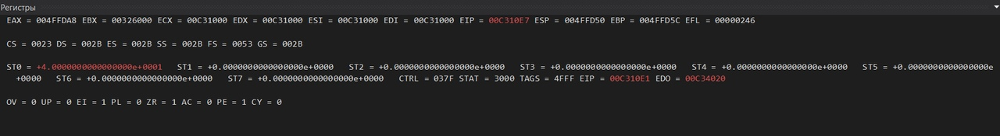 Регистры
EAX = 004FFDA8 EBX = 00326000 ECX = 00C31000 EDX = 00C31000 ESI = 00C31000 EDI = 00C31000 EIP = 00C310E7 ESP = 004FFD50 EBP = 004FFD5C EFL = 00000246
CS = 0023 DS = 002B ES = 002B SS = 002B FS = 0053 GS = 002B
ST0 = +4.0000000000000000e+0001 ST1 = +0.0000000000000000e+0000 ST2 = +0.0000000000000000e+0000 ST3 = +0.0000000000000000e+0000 ST4 = +0.0000000000000000e+0000 ST5 = +0.0000000000000000e
+0000 ST6 = +0.0000000000000000e+0000 ST7 = +0.0000000000000000e+0000 CTRL = 037F STAT = 3000 TAGS = 4FFF EIP = 00C310E1 EDO = 00C34020
OV = 0 UP = 0 EI = 1 PL = 0 ZR = 1 AC = 0 PE = 1 CY = 0